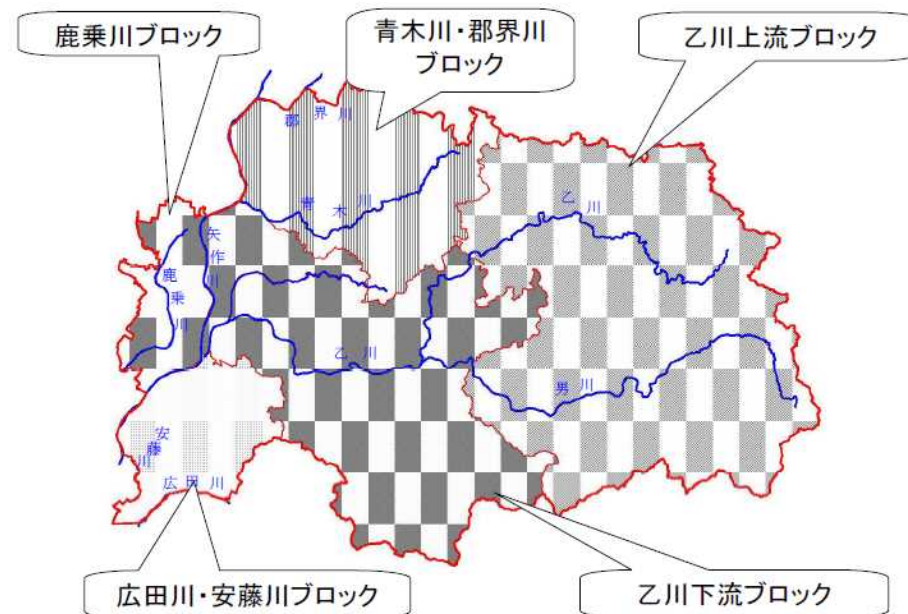 鹿乗川ブロック
青木川・郡界川
ブロック
乙川上流ブロック
郡界川
青木川
乙川
矢作川
鹿乗川
乙川
男川
安藤川
広田川
広田川・安藤川ブロック
乙川下流ブロック